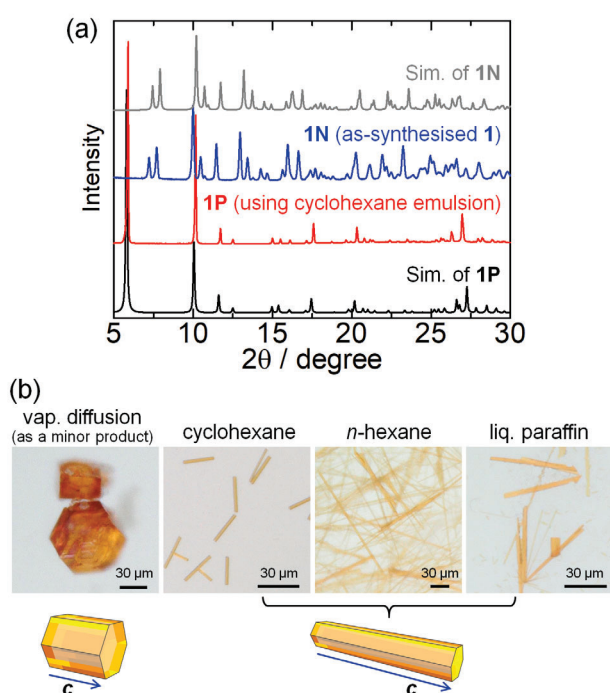 (a)
Intensity
Sim. of 1N
1N (as-synthesised 1)
1P (using cyclohexane emulsion)
Sim. of 1P
5 10 15 20 25 30
2θ / degree
(b)
vap. diffusion
(as a minor product)
cyclohexane
n-hexane
liq. paraffin
30 μm
30 μm
30 μm
30 μm
c
c